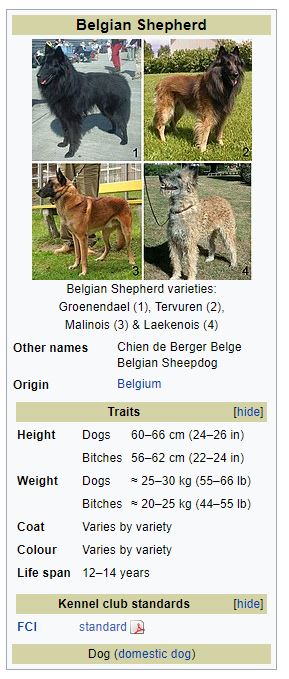 Belgian Shepherd
1
2
3
4
Belgian Shepherd varieties:
Groenendael (1), Tervuren (2),
Malinois (3) & Laekenois (4)
Other names Chien de Berger Belge
Belgian Sheepdog
Origin Belgium
Traits [hide]
Height Dogs 60–66 cm (24–26 in)
Bitches 56–62 cm (22–24 in)
Weight Dogs ≈ 25–30 kg (55–66 lb)
Bitches ≈ 20–25 kg (44–55 lb)
Coat Varies by variety
Colour Varies by variety
Life span 12–14 years
Kennel club standards [hide]
FCI standard
Dog (domestic dog)